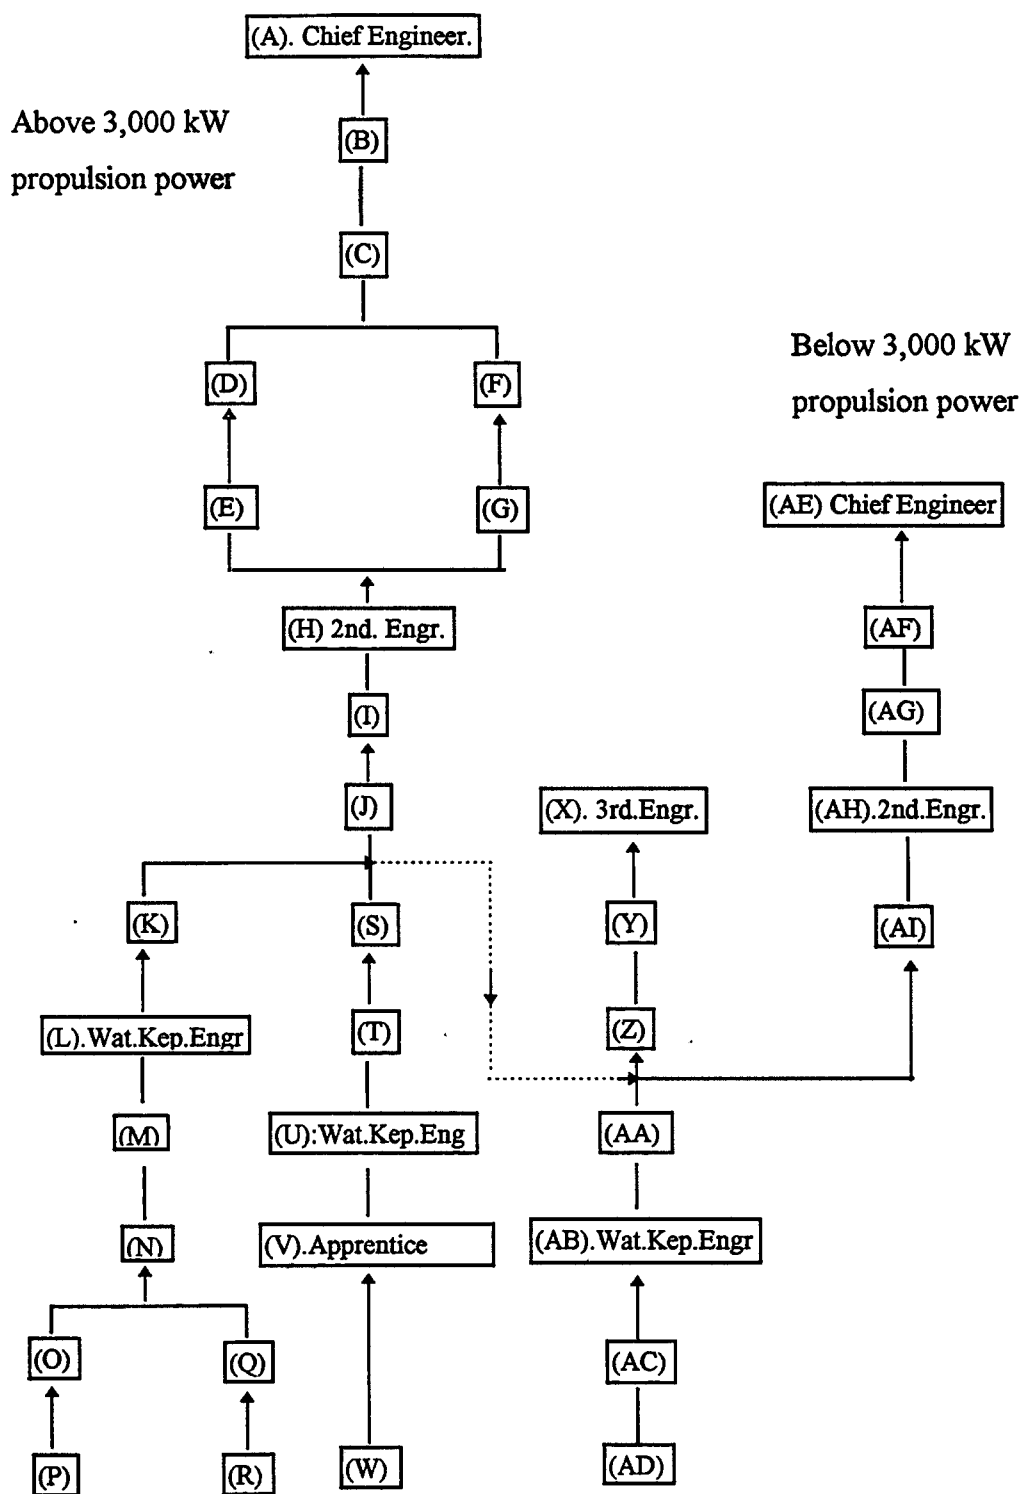 (A). Chief Engineer.
Above 3,000 kW
propulsion power
(B)
(C)
Below 3,000 kW
propulsion power
(D)
(F)
(E)
(G)
(AE) Chief Engineer
(H) 2nd. Engr.
(AF)
(I)
(AG)
(J)
(X). 3rd.Engr.
(AH).2nd.Engr.
(K)
(S)
(Y)
(AI)
(L).Wat.Kep.Engr
(T)
(Z)
(M)
(U):Wat.Kep.Eng
(AA)
(N)
(V).Apprentice
(AB).Wat.Kep.Engr
(O)
(Q)
(AC)
(P)
(R)
(W)
(AD)